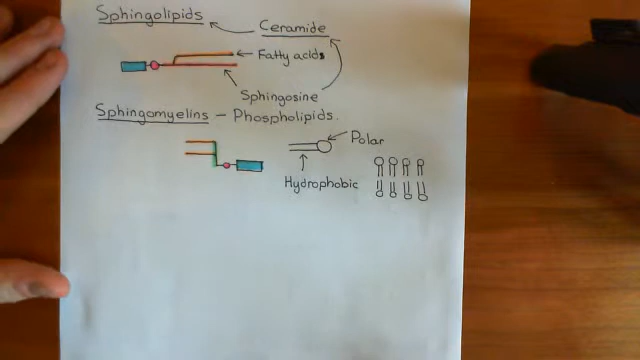 Sphingolipids
Ceramide
Fatty acids
Sphingosine
Sphingomyelins - Phospholipids.
Polar
Hydrophobic